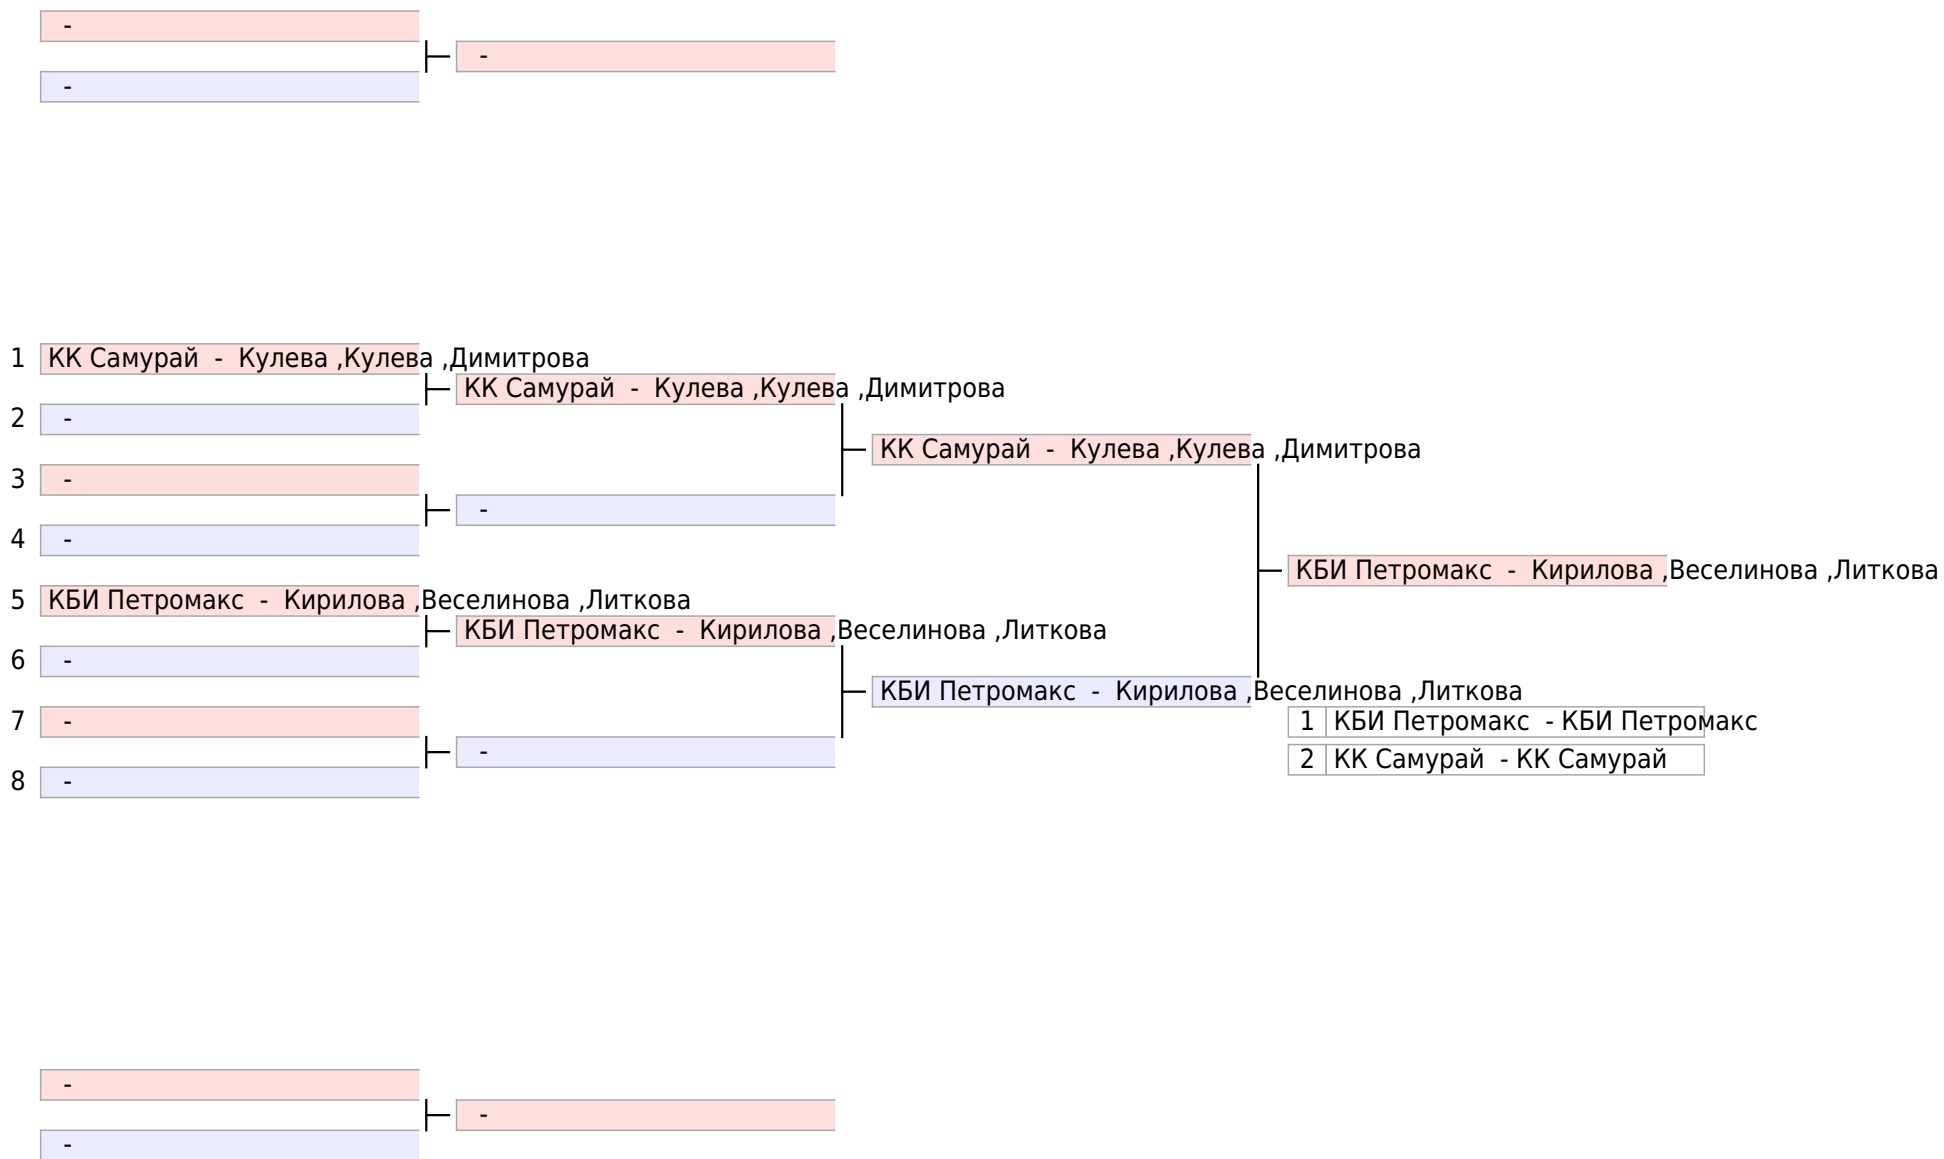 -
-
-
1 КК Самурай - Кулева ,Кулева ,Димитрова
КК Самурай - Кулева ,Кулева ,Димитрова
2 -
КК Самурай - Кулева ,Кулева ,Димитрова
3 -
-
4 -
КБИ Петромакс - Кирилова ,Веселинова ,Литкова
5 КБИ Петромакс - Кирилова ,Веселинова ,Литкова
КБИ Петромакс - Кирилова ,Веселинова ,Литкова
6 -
КБИ Петромакс - Кирилова ,Веселинова ,Литкова
7 -
1 КБИ Петромакс - КБИ Петромакс
-
2 КК Самурай - КК Самурай
8 -
-
-
-